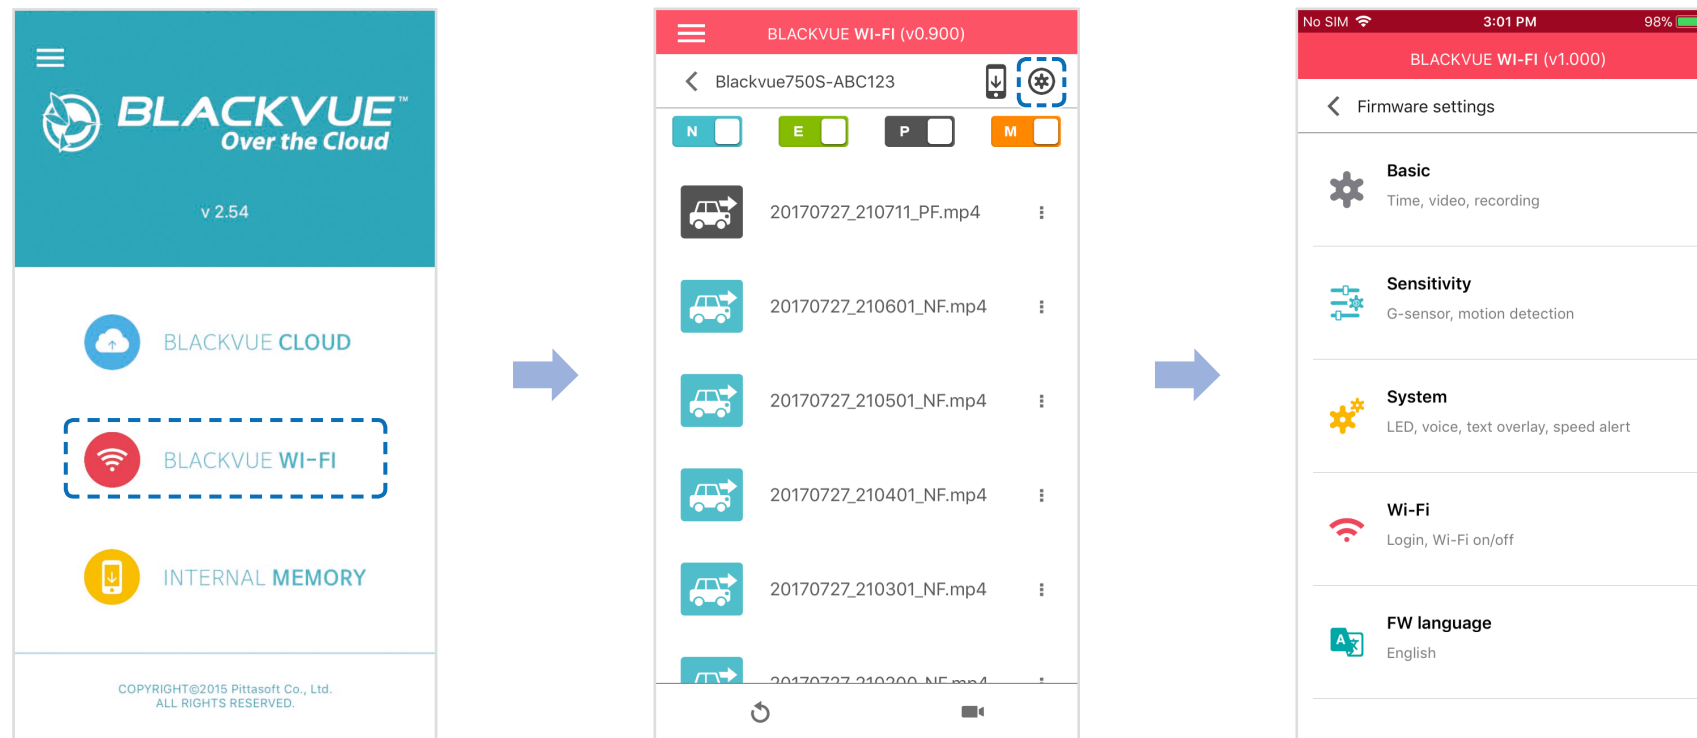 BLACKVUE™
Over the Cloud
v 2.54
BLACKVUE CLOUD
BLACKVUE WI-FI
INTERNAL MEMORY
COPYRIGHT©2015 Pittasoft Co., Ltd.
ALL RIGHTS RESERVED.
BLACKVUE WI-FI (v0.900)
Blackvue750S-ABC123
N E P M
20170727_210711_PF.mp4
20170727_210601_NF.mp4
20170727_210501_NF.mp4
20170727_210401_NF.mp4
20170727_210301_NF.mp4
20170727_210200_NF.mp4
No SIM 3:01 PM 98%
BLACKVUE WI-FI (v1.000)
Firmware settings
Basic
Time, video, recording
Sensitivity
G-sensor, motion detection
System
LED, voice, text overlay, speed alert
Wi-Fi
Login, Wi-Fi on/off
A
FW language
English